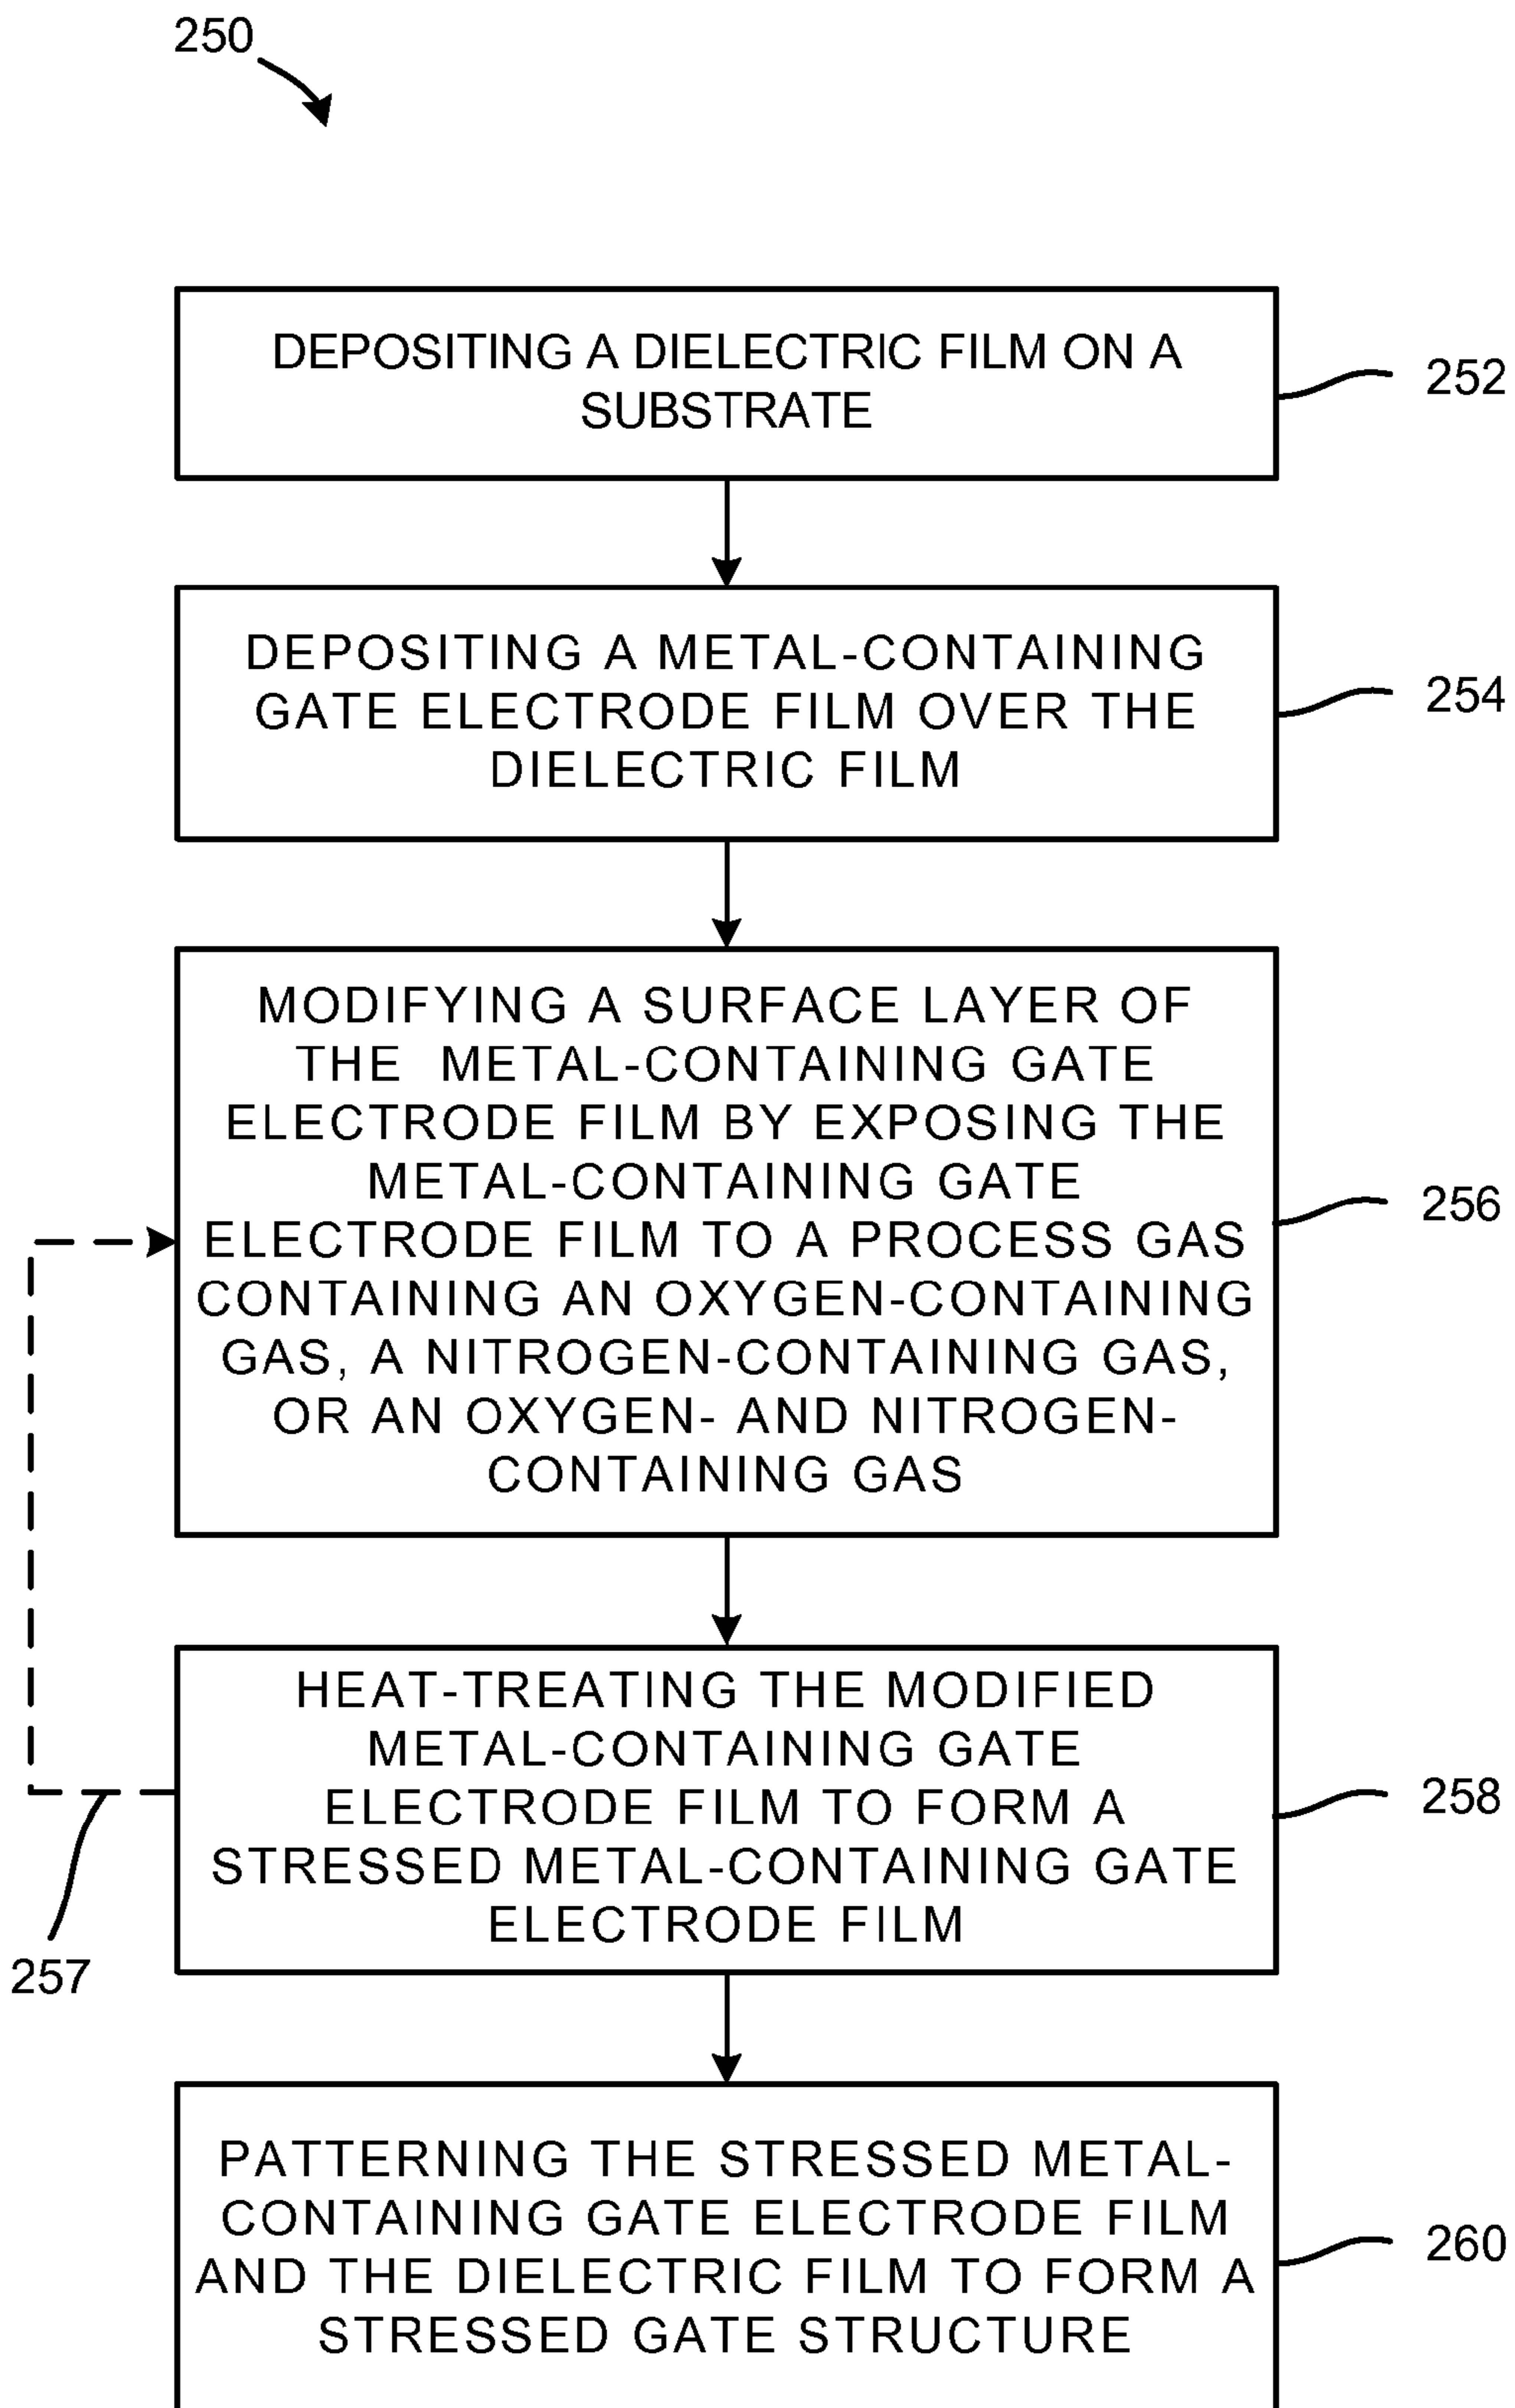 250
DEPOSITING A DIELECTRIC FILM ON A
SUBSTRATE
252
DEPOSITING A METAL-CONTAINING
GATE ELECTRODE FILM OVER THE
DIELECTRIC FILM
254
MODIFYING A SURFACE LAYER OF
THE METAL-CONTAINING GATE
ELECTRODE FILM BY EXPOSING THE
METAL-CONTAINING GATE
ELECTRODE FILM TO A PROCESS GAS
CONTAINING AN OXYGEN-CONTAINING
GAS, A NITROGEN-CONTAINING GAS,
OR AN OXYGEN- AND NITROGEN-
CONTAINING GAS
256
HEAT-TREATING THE MODIFIED
METAL-CONTAINING GATE
ELECTRODE FILM TO FORM A
STRESSED METAL-CONTAINING GATE
ELECTRODE FILM
258
257
PATTERNING THE STRESSED METAL-
CONTAINING GATE ELECTRODE FILM
AND THE DIELECTRIC FILM TO FORM A
STRESSED GATE STRUCTURE
260